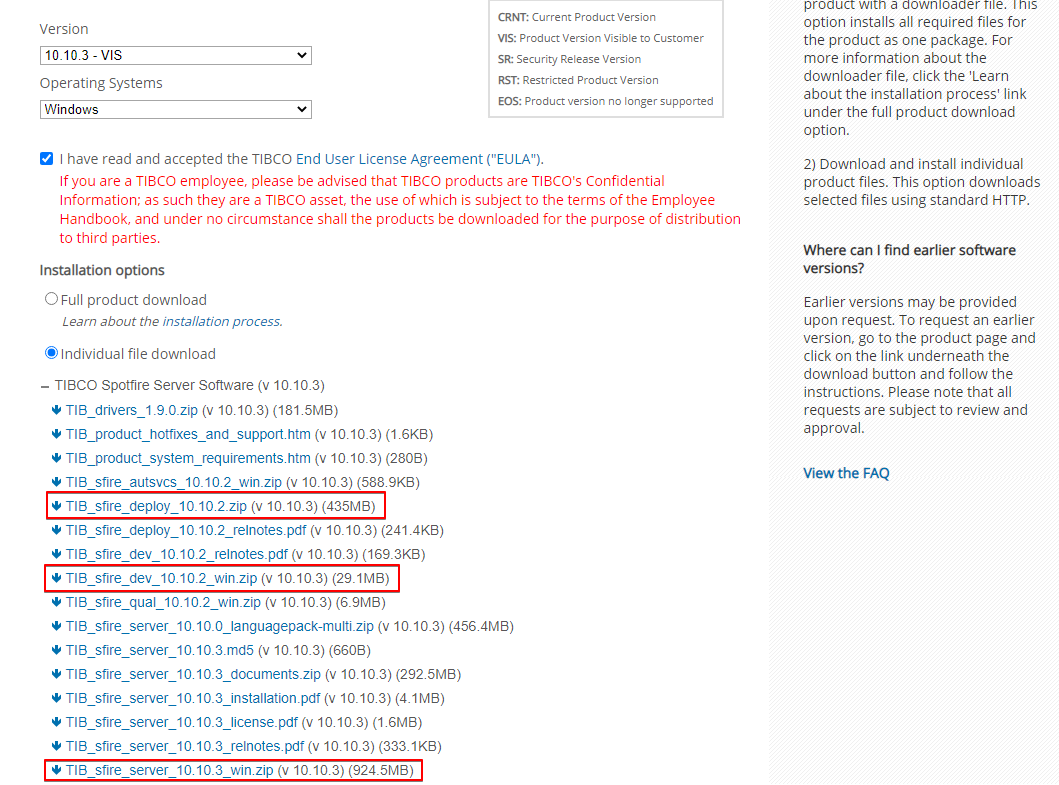 Version
10.10.3 - VIS
Operating Systems
Windows
CRNT: Current Product Version
VIS: Product Version Visible to Customer
SR: Security Release Version
RST: Restricted Product Version
EOS: Product version no longer supported
I have read and accepted the TIBCO End User License Agreement ("EULA").
If you are a TIBCO employee, please be advised that TIBCO products are TIBCO's Confidential
Information; as such they are a TIBCO asset, the use of which is subject to the terms of the Employee
Handbook, and under no circumstance shall the products be downloaded for the purpose of distribution
to third parties.
Installation options
Full product download
Learn about the installation process.
Individual file download
– TIBCO Spotfire Server Software (v 10.10.3)
TIB_drivers_1.9.0.zip (v 10.10.3) (181.5MB)
TIB_product_hotfixes_and_support.htm (v 10.10.3) (1.6KB)
TIB_product_system_requirements.htm (v 10.10.3) (280B)
TIB_sfire_autsvcs_10.10.2_win.zip (v 10.10.3) (588.9KB)
TIB_sfire_deploy_10.10.2.zip (v 10.10.3) (435MB)
TIB_sfire_deploy_10.10.2_relnotes.pdf (v 10.10.3) (241.4KB)
TIB_sfire_dev_10.10.2_relnotes.pdf (v 10.10.3) (169.3KB)
TIB_sfire_dev_10.10.2_win.zip (v 10.10.3) (29.1MB)
TIB_sfire_qual_10.10.2_win.zip (v 10.10.3) (6.9MB)
TIB_sfire_server_10.10.0_languagepack-multi.zip (v 10.10.3) (456.4MB)
TIB_sfire_server_10.10.3.md5 (v 10.10.3) (660B)
TIB_sfire_server_10.10.3_documents.zip (v 10.10.3) (292.5MB)
TIB_sfire_server_10.10.3_installation.pdf (v 10.10.3) (4.1MB)
TIB_sfire_server_10.10.3_license.pdf (v 10.10.3) (1.6MB)
TIB_sfire_server_10.10.3_relnotes.pdf (v 10.10.3) (333.1KB)
TIB_sfire_server_10.10.3_win.zip (v 10.10.3) (924.5MB)
product with a downloader file. This
option installs all required files for
the product as one package. For
more information about the
downloader file, click the 'Learn
about the installation process' link
under the full product download
option.
2) Download and install individual
product files. This option downloads
selected files using standard HTTP.
Where can I find earlier software
versions?
Earlier versions may be provided
upon request. To request an earlier
version, go to the product page and
click on the link underneath the
download button and follow the
instructions. Please note that all
requests are subject to review and
approval.
View the FAQ